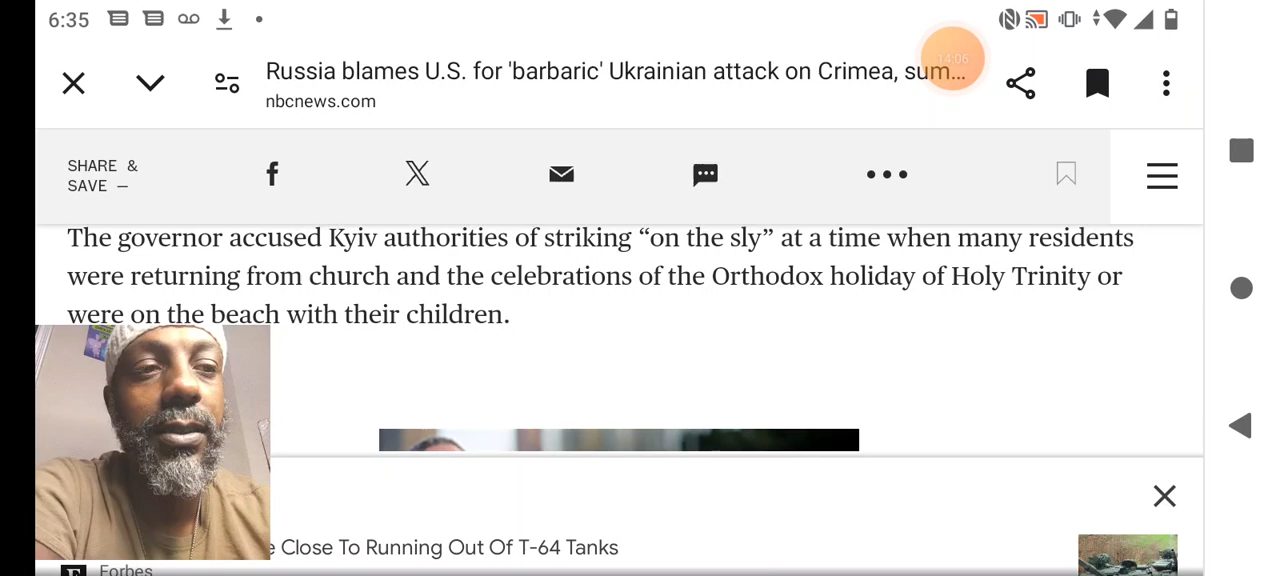 6:35
14:06
Russia blames U.S. for 'barbaric' Ukrainian attack on Crimea, sum...
nbcnews.com
SHARE &
SAVE —
The governor accused Kyiv authorities of striking “on the sly” at a time when many residents
were returning from church and the celebrations of the Orthodox holiday of Holy Trinity or
were on the beach with their children.
e Close To Running Out Of T-64 Tanks
Forbes